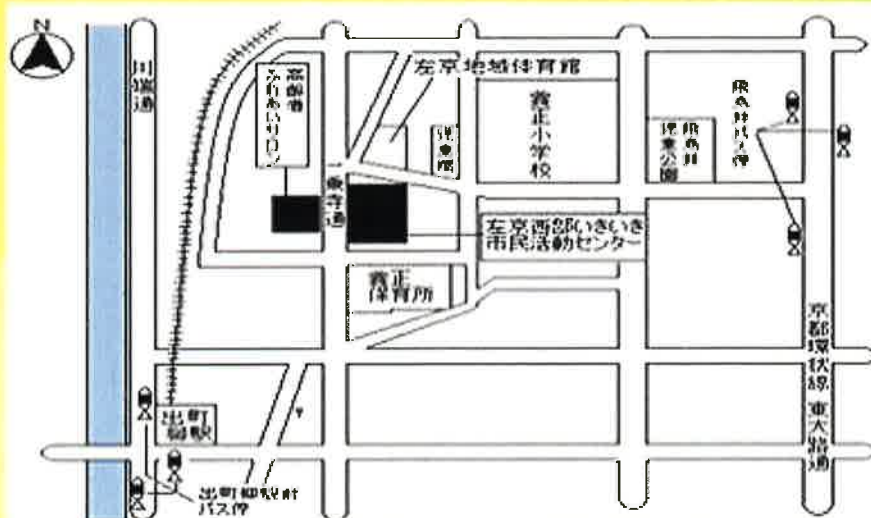 N
川端通
高齢者
ふれあいサロン
一乗寺通
左京地域体育館
児童館
養正小学校
飛鳥井
児童公園
飛鳥井バス停
左京西部いきいき
市民活動センター
養正
保育所
京都環状線 東大路通
出町
柳駅
出町柳駅前
バス停